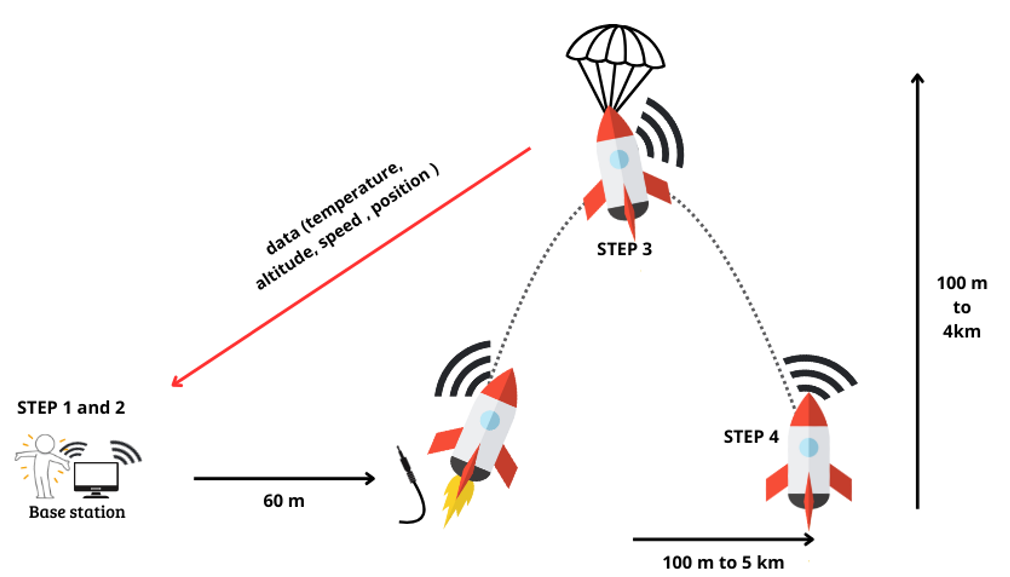 data (temperature,
altitude, speed , position )
STEP 3
100 m
to
4km
STEP 1 and 2
Base station
60 m
STEP 4
100 m to 5 km